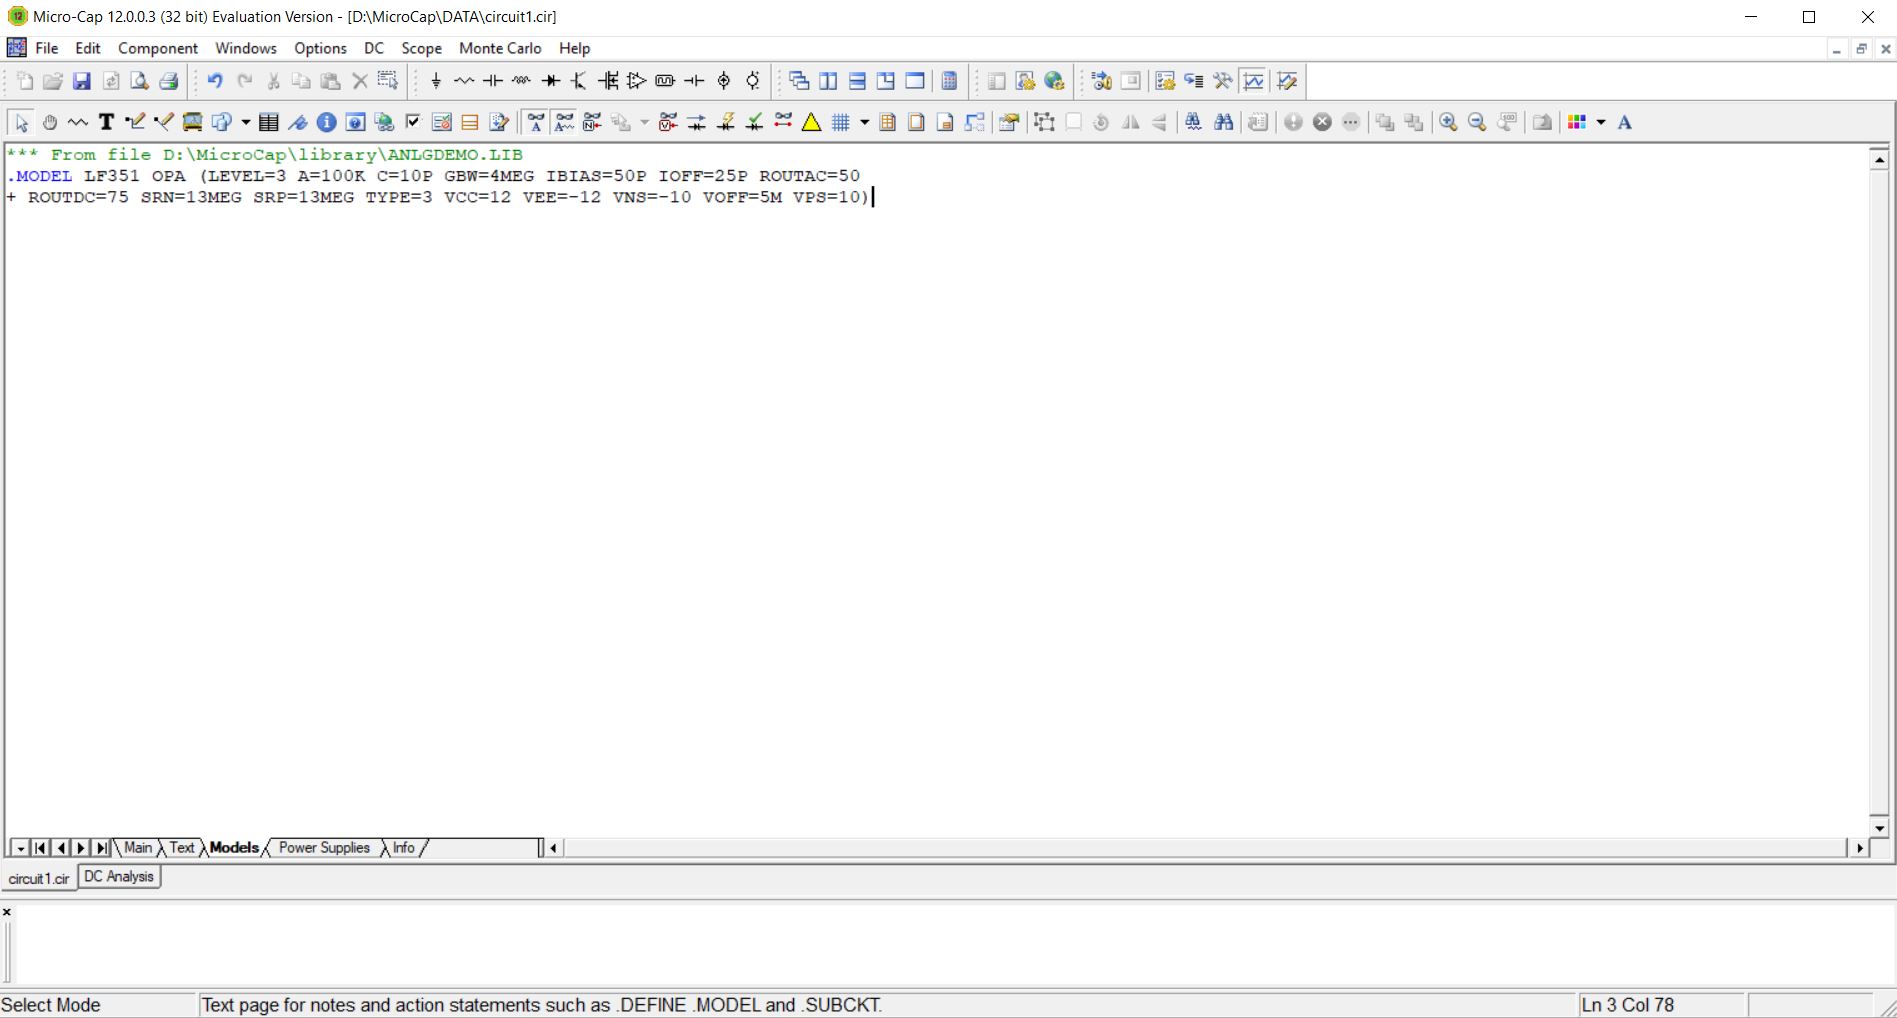 Micro-Cap 12.0.0.3 (32 bit) Evaluation Version - [D:\MicroCap\DATA\circuit1.cir]
File Edit Component Windows Options DC Scope Monte Carlo Help
*** From file D:\MicroCap\library\ANLGDEMO.LIB
.MODEL LF351 OPA (LEVEL=3 A=100K C=10P GBW=4MEG IBIAS=50P IOFF=25P ROUTAC=50
+ ROUTDC=75 SRN=13MEG SRP=13MEG TYPE=3 VCC=12 VEE=-12 VNS=-10 VOFF=5M VPS=10)
Main Text Models Power Supplies Info
circuit1.cir DC Analysis
Select Mode Text page for notes and action statements such as .DEFINE .MODEL and .SUBCKT. Ln 3 Col 78